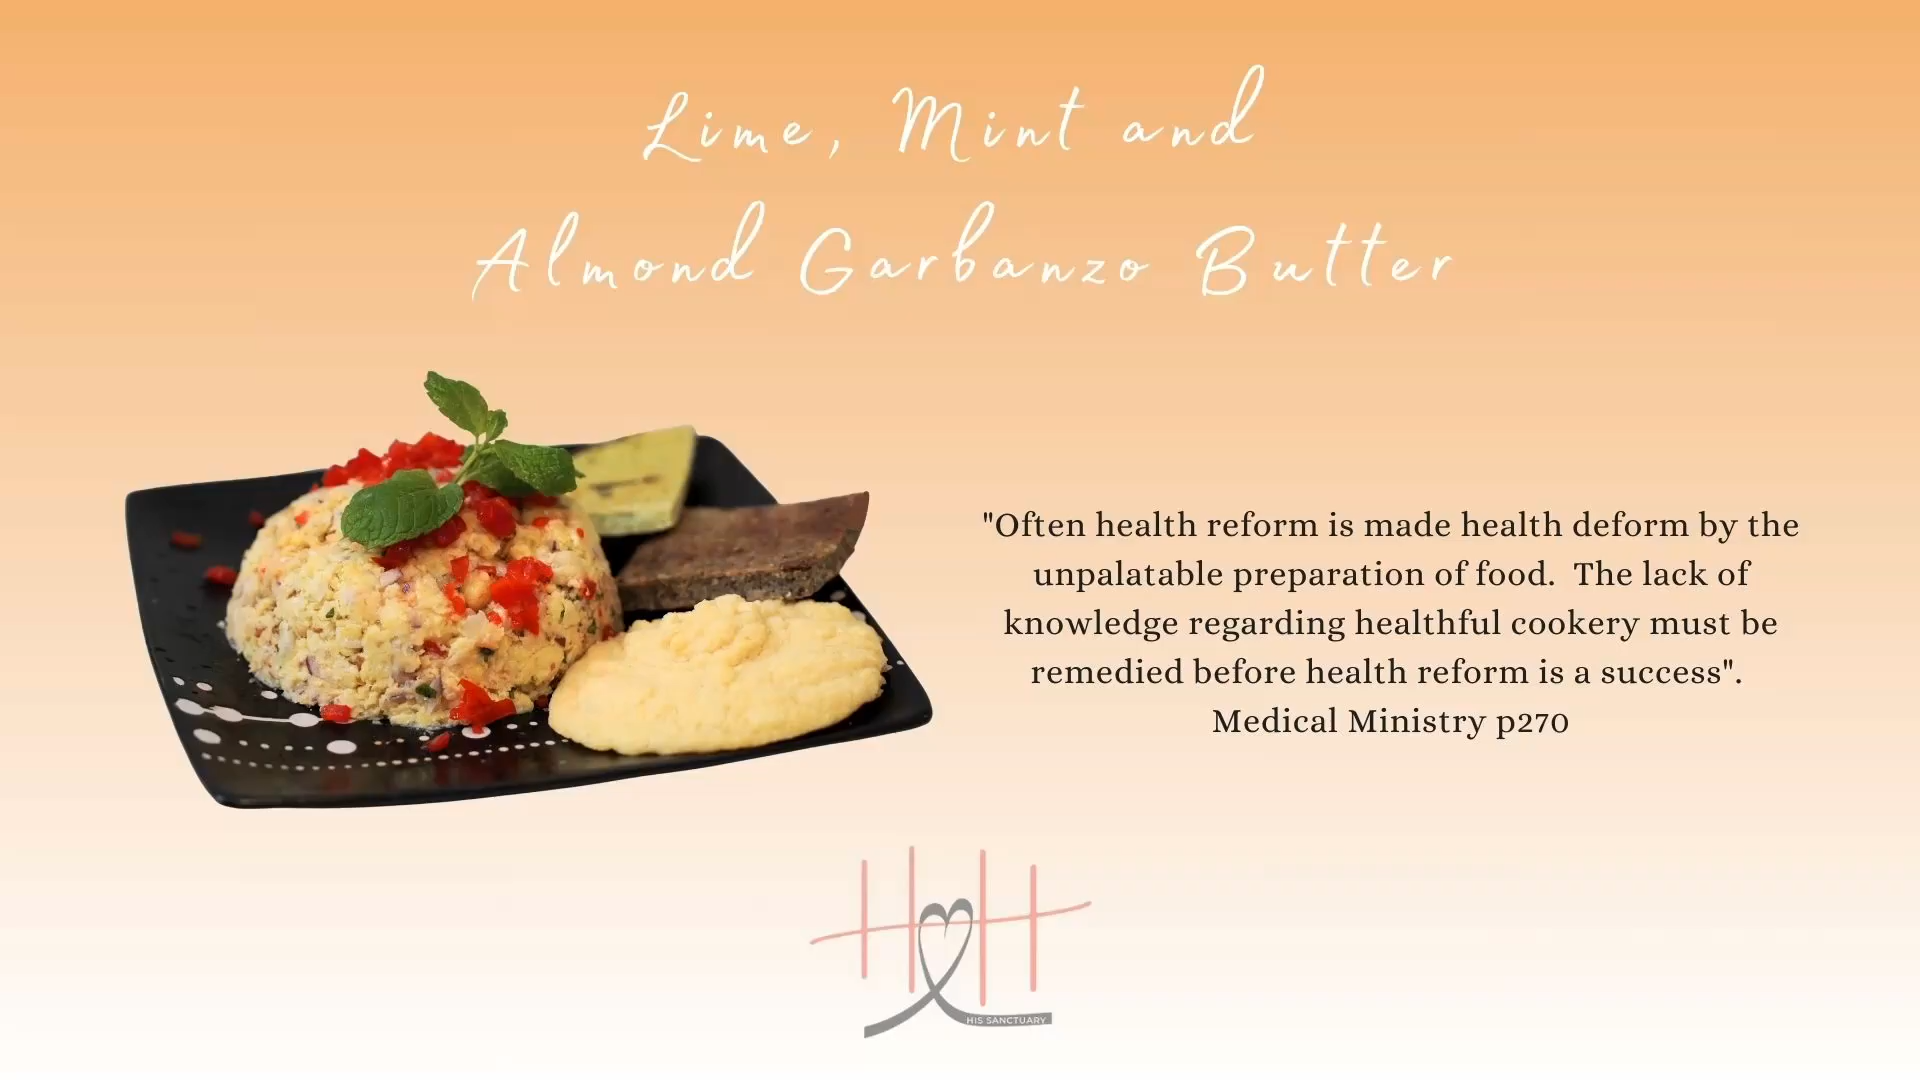 Lime, Mint and
Almond Garbanzo Butter
"Often health reform is made health deform by the
unpalatable preparation of food.  The lack of
knowledge regarding healthful cookery must be
remedied before health reform is a success".
Medical Ministry p270
H H
HIS SANCTUARY